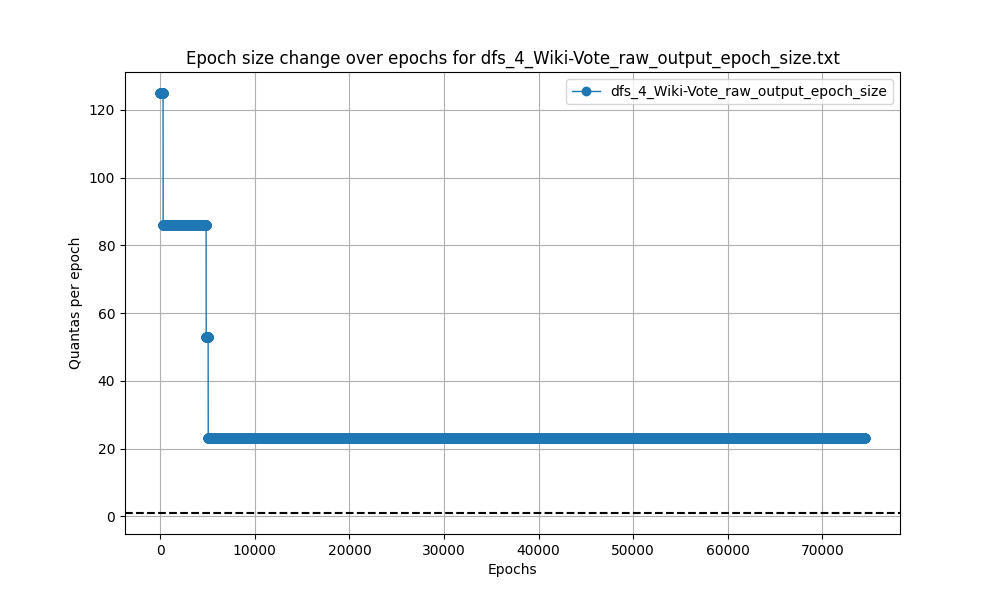 Epoch size change over epochs for dfs_4_Wiki-Vote_raw_output_epoch_size.txt
dfs_4_Wiki-Vote_raw_output_epoch_size
Quantas per epoch
120
100
80
60
40
20
0
0 10000 20000 30000 40000 50000 60000 70000
Epochs